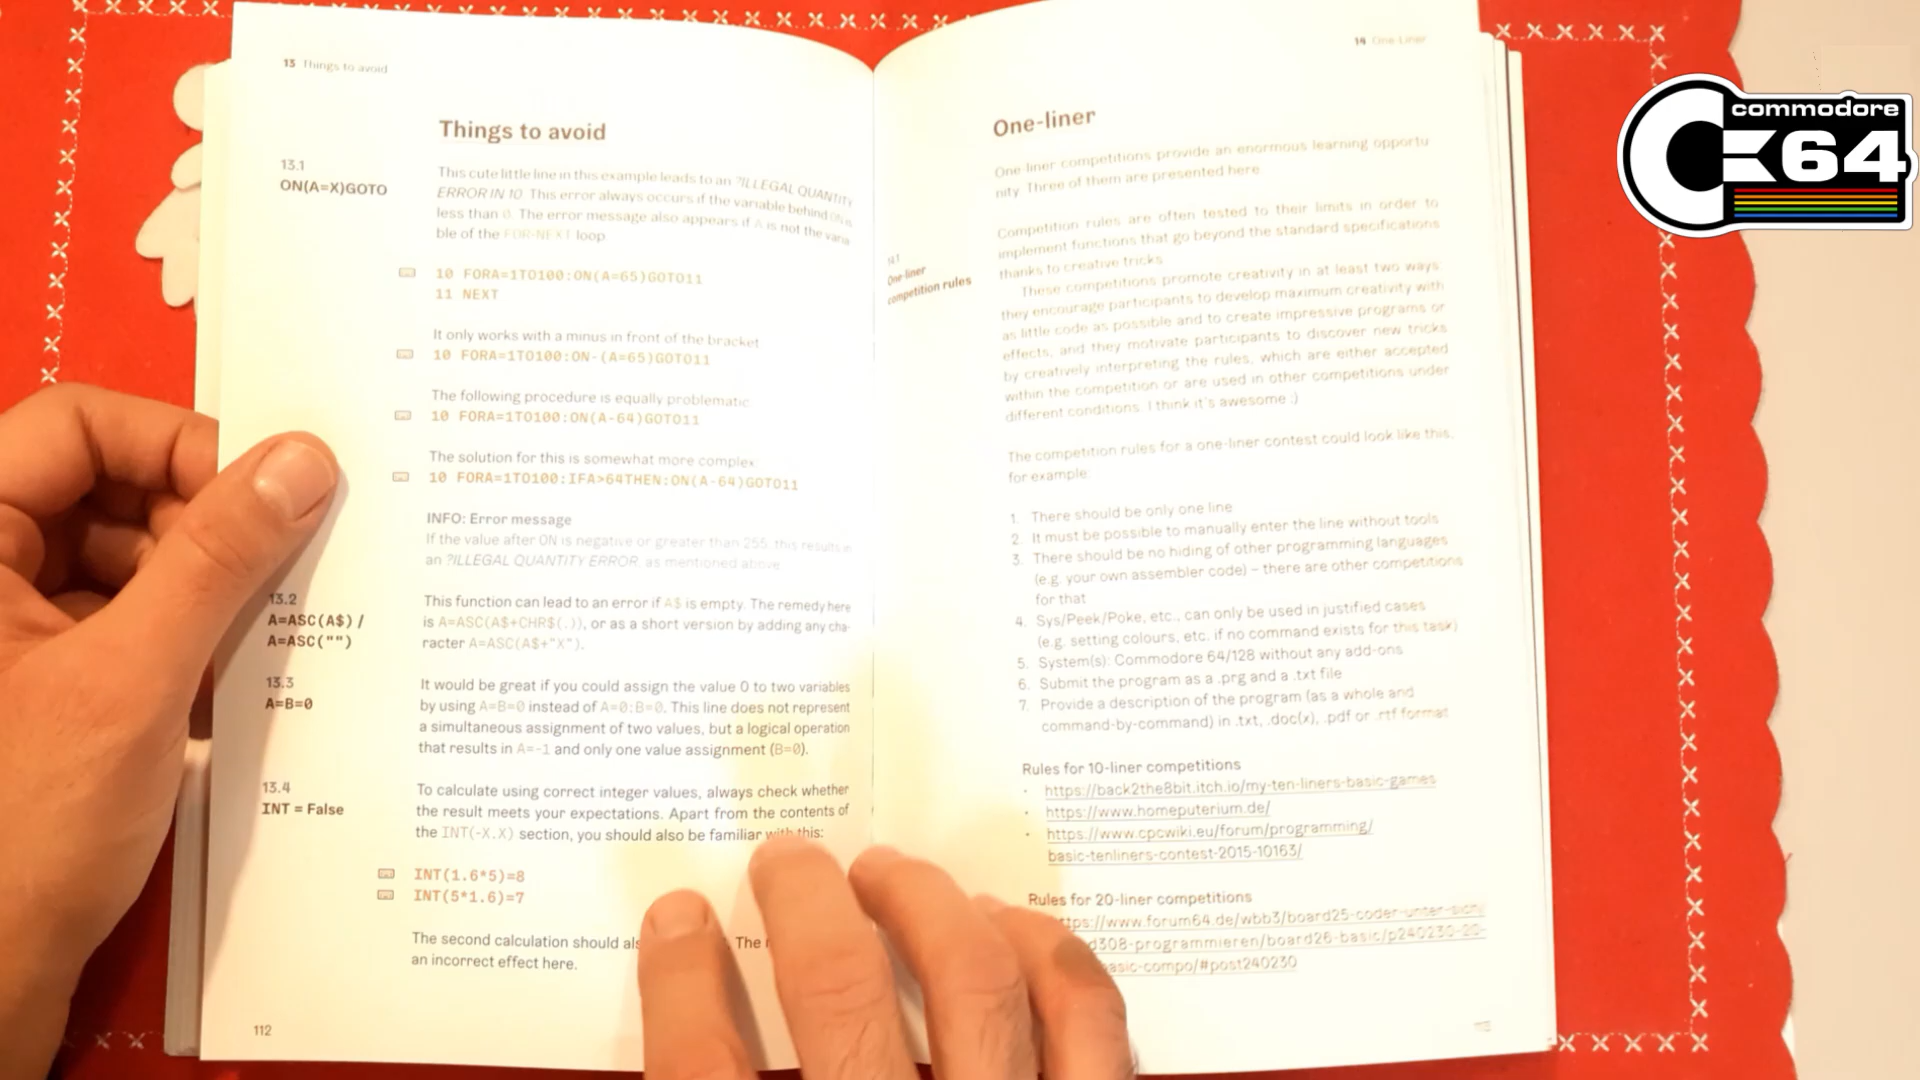 13 Things to avoid
Things to avoid
13.1
ON(A=X)GOTO
This cute little line in this example leads to an ?ILLEGAL QUANTITY
ERROR IN 10. This error always occurs if the variable behind ON is
less than 0. The error message also appears if A is not the varia
ble of the FOR-NEXT loop
10 FORA=1TO100:ON(A=65)GOTO11
11 NEXT
It only works with a minus in front of the bracket
10 FORA=1TO100:ON-(A=65)GOTO11
The following procedure is equally problematic
10 FORA=1TO100:ON(A-64)GOTO11
The solution for this is somewhat more complex
10 FORA=1TO100:IFA>64THEN:ON(A-64)GOTO11
INFO: Error message
If the value after ON is negative or greater than 255, this results in
an ?ILLEGAL QUANTITY ERROR, as mentioned above
13.2
A=ASC(A$) /
A=ASC("")
This function can lead to an error if A$ is empty. The remedy here
is A=ASC(A$+CHR$(.)), or as a short version by adding any cha-
racter A=ASC(A$+"X").
13.3
A=B=0
It would be great if you could assign the value 0 to two variables
by using A=B=0 instead of A=0:B=0. This line does not represent
a simultaneous assignment of two values, but a logical operation
that results in A=-1 and only one value assignment (B=0).
13.4
INT = False
To calculate using correct integer values, always check whether
the result meets your expectations. Apart from the contents of
the INT(-X.X) section, you should also be familiar with this:
INT(1.6*5)=8
INT(5*1.6)=7
The second calculation should als The
an incorrect effect here.
112
14 One-Liner
One-liner
One-liner competitions provide an enormous learning opportu
nity. Three of them are presented here
14.1
One-liner
competition rules
Competition rules are often tested to their limits in order to
implement functions that go beyond the standard specifications
thanks to creative tricks
These competitions promote creativity in at least two ways
they encourage participants to develop maximum creativity with
as little code as possible and to create impressive programs or
effects, and they motivate participants to discover new tricks
by creatively interpreting the rules, which are either accepted
within the competition or are used in other competitions under
different conditions. I think it's awesome :)
The competition rules for a one-liner contest could look like this,
for example:
1. There should be only one line
2. It must be possible to manually enter the line without tools
3. There should be no hiding of other programming languages
(e.g. your own assembler code) – there are other competitions
for that
4. Sys/Peek/Poke, etc., can only be used in justified cases
(e.g. setting colours, etc. if no command exists for this task)
5. System(s): Commodore 64/128 without any add-ons
6. Submit the program as a .prg and a .txt file
7. Provide a description of the program (as a whole and
command-by-command) in .txt, .doc(x), .pdf or .rtf format
Rules for 10-liner competitions
· https://back2the8bit.itch.io/my-ten-liners-basic-games
· https://www.homeputerium.de/
· https://www.cpcwiki.eu/forum/programming/
basic-tenliners-contest-2015-10163/
Rules for 20-liner competitions
ttps://www.forum64.de/wbb3/board25-coder-unter-sich/
d308-programmieren/board26-basic/p240230-20-
asic-compo/#post240230
commodore
64